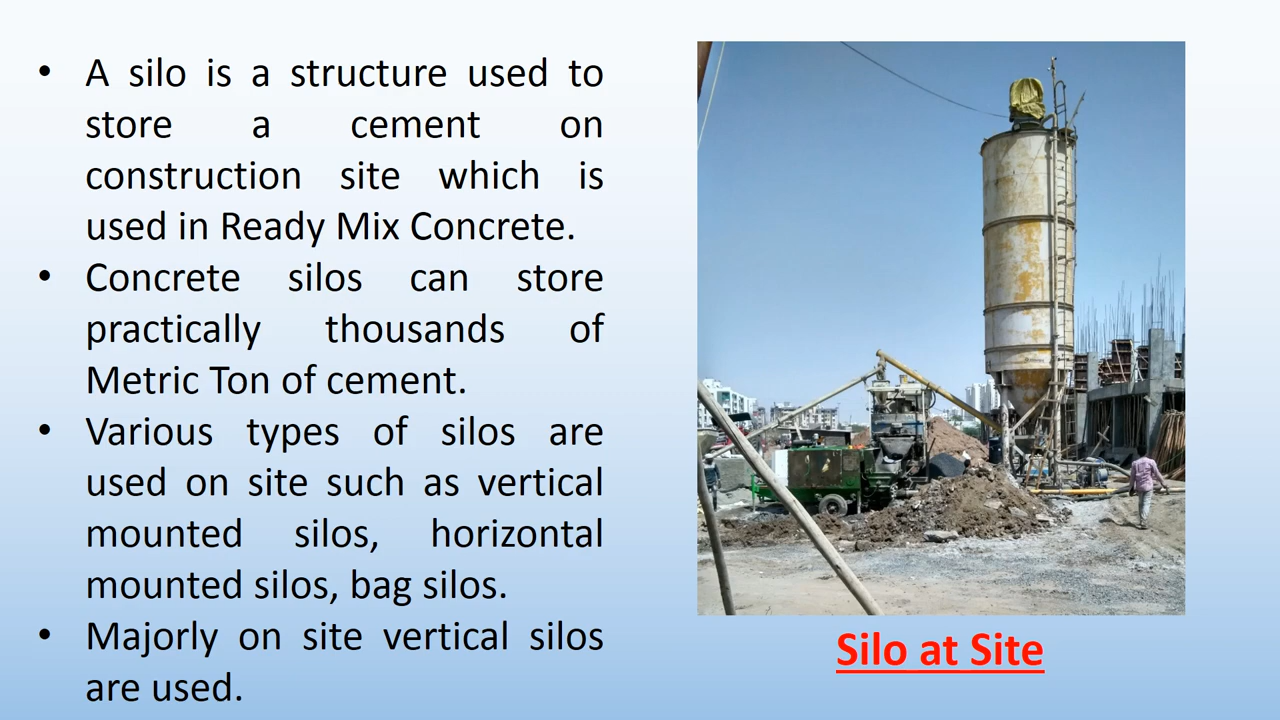 • A silo is a structure used to
store a cement on
construction site which is
used in Ready Mix Concrete.
• Concrete silos can store
practically thousands of
Metric Ton of cement.
• Various types of silos are
used on site such as vertical
mounted silos, horizontal
mounted silos, bag silos.
• Majorly on site vertical silos
are used.
Silo at Site